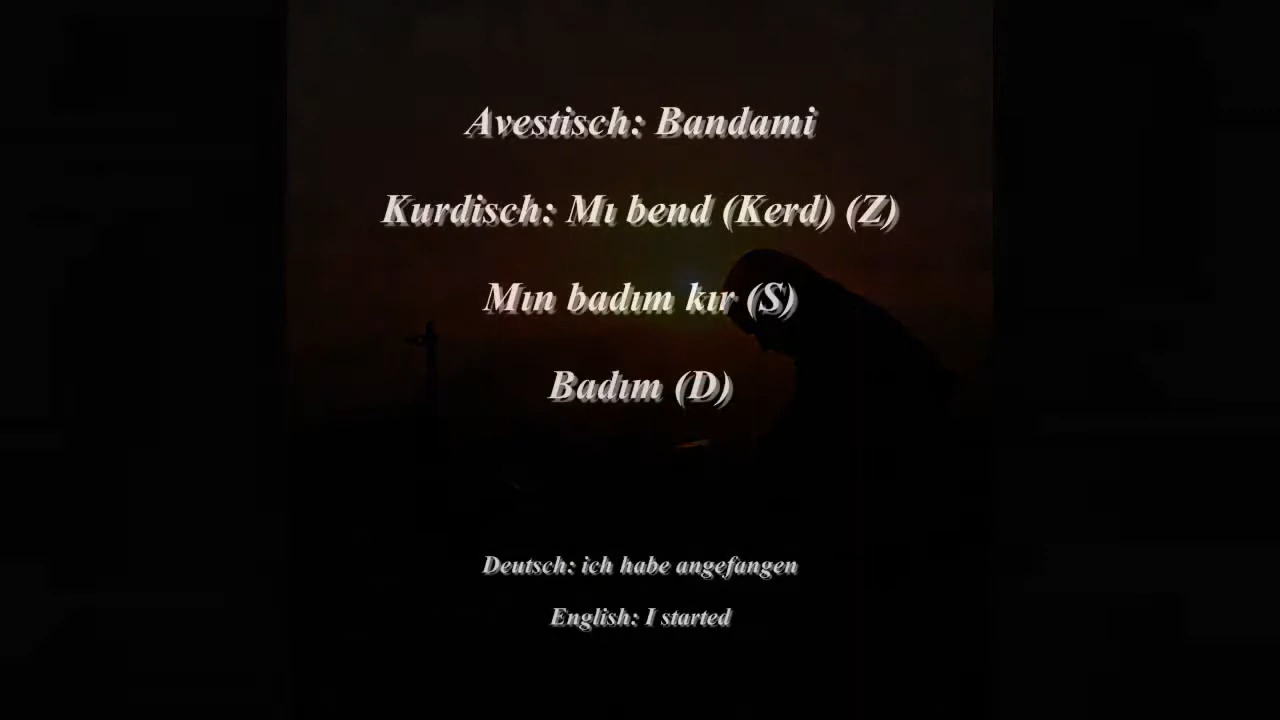 Avestisch: Bandami
Kurdisch: Mı bend (Kerd) (Z)
Mın badım kır (S)
Badım (D)
Deutsch: ich habe angefangen
English: I started